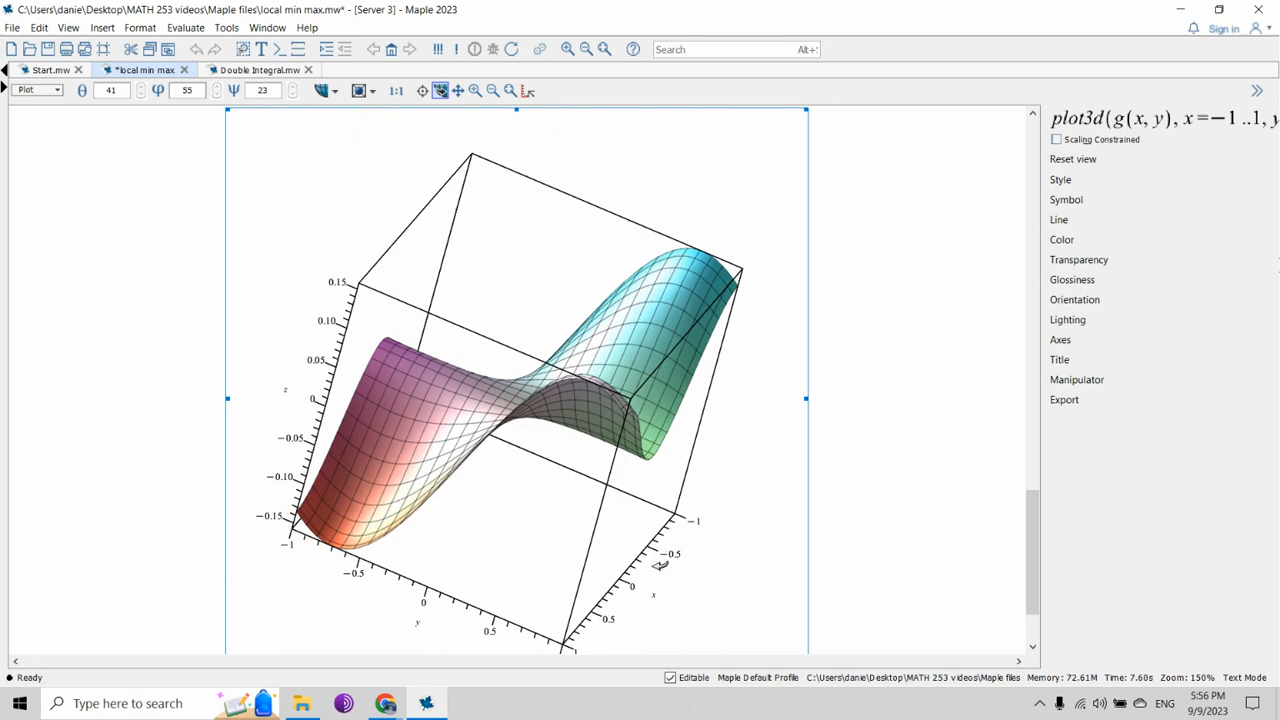 C:\Users\danie\Desktop\MATH 253 videos\Maple files\local min max.mw* - [Server 3] - Maple 2023
File Edit View Insert Format Evaluate Tools Window Help
Sign in
Search Alt+S
Start.mw *local min max Double Integral.mw
Plot θ 41 φ 55 ψ 23 1:1
plot3d(g(x, y), x=−1 ..1, y
Scaling Constrained
Reset view
Style
Symbol
Line
Color
Transparency
Glossiness
Orientation
Lighting
Axes
Title
Manipulator
Export
0.15
0.10
0.05
z
0
−0.05
−0.10
−0.15
−1
−0.5
0
y
0.5
−1
−0.5
0
x
0.5
Ready
Editable Maple Default Profile C:\Users\danie\Desktop\MATH 253 videos\Maple files Memory: 72.61M Time: 7.60s Zoom: 150% Text Mode
Type here to search
ENG
5:56 PM
9/9/2023